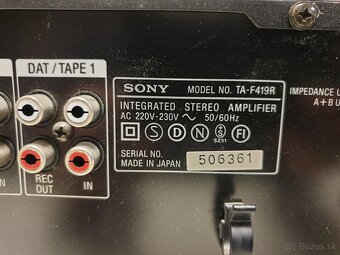 DAT / TAPE 1
REC OUT
IN
SONY
MODEL NO. TA-F419R
INTEGRATED STEREO AMPLIFIER
AC 220V-230V ~ 50/60Hz
S D N F S
SERIAL NO. 506361
MADE IN JAPAN
IMPEDANCE U
A+B U
© Bazos.sk